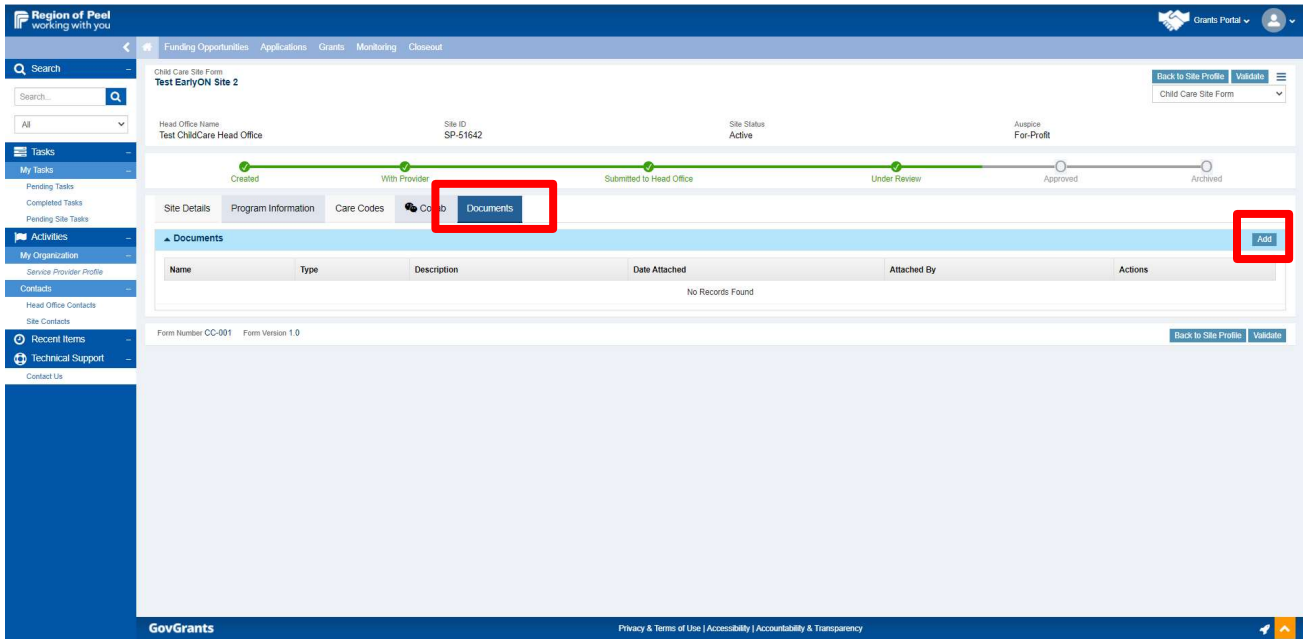 Region of Peel
working with you
Grants Portal
Funding Opportunities Applications Grants Monitoring Closeout
Search
Search...
All
Tasks
My Tasks
Pending Tasks
Completed Tasks
Pending Site Tasks
Activities
My Organization
Service Provider Profile
Contacts
Head Office Contacts
Site Contacts
Recent Items
Technical Support
Contact Us
Child Care Site Form
Test EarlyON Site 2
Back to Site Profile Validate
Child Care Site Form
Head Office Name Site ID Site Status Auspice
Test ChildCare Head Office SP-51642 Active For-Profit
Created With Provider Submitted to Head Office Under Review Approved Archived
Site Details Program Information Care Codes Documents
Documents Add
Name Type Description Date Attached Attached By Actions
No Records Found
Form Number CC-001 Form Version 1.0 Back to Site Profile Validate
GovGrants Privacy & Terms of Use | Accessibility | Accountability & Transparency